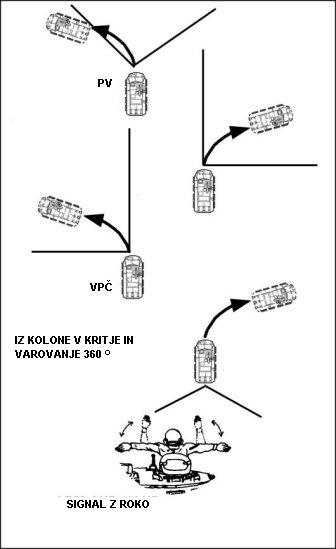 PV
VPČ
IZ KOLONE V KRITJE IN
VAROVANJE 360 º
SIGNAL Z ROKO